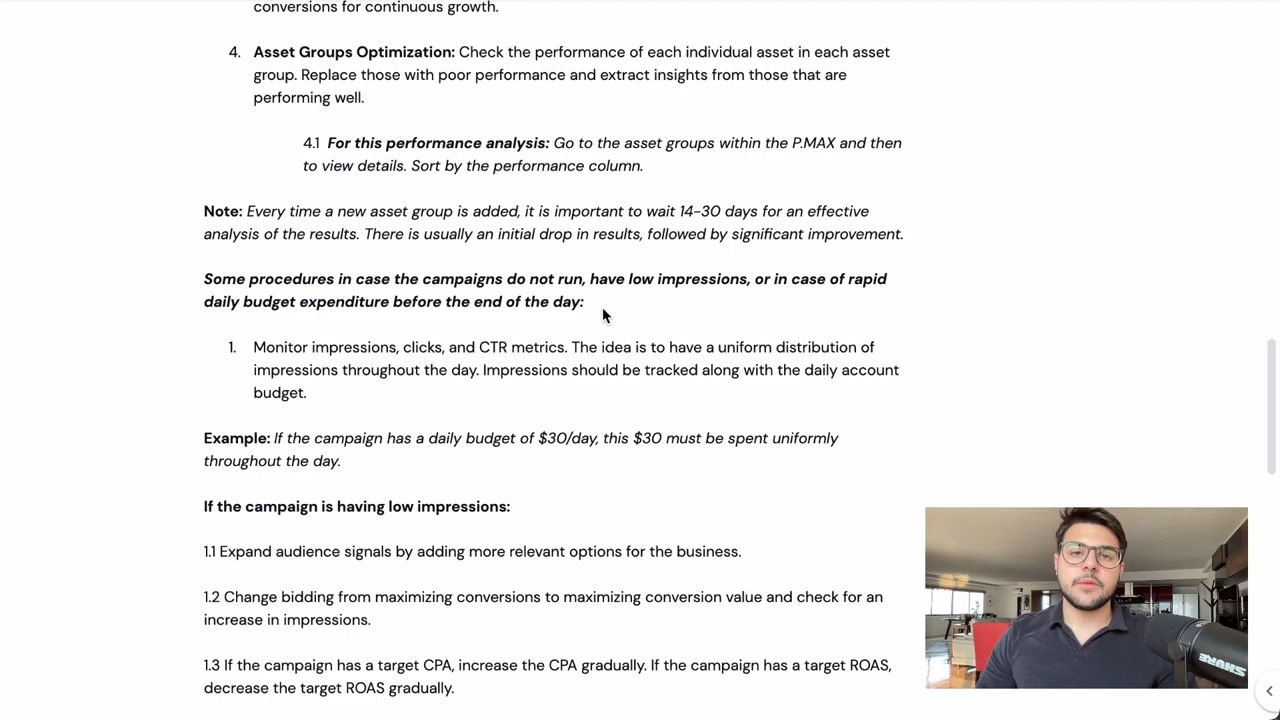 conversions for continuous growth.
4. Asset Groups Optimization: Check the performance of each individual asset in each asset
group. Replace those with poor performance and extract insights from those that are
performing well.
4.1 For this performance analysis: Go to the asset groups within the P.MAX and then
to view details. Sort by the performance column.
Note: Every time a new asset group is added, it is important to wait 14-30 days for an effective
analysis of the results. There is usually an initial drop in results, followed by significant improvement.
Some procedures in case the campaigns do not run, have low impressions, or in case of rapid
daily budget expenditure before the end of the day:
1. Monitor impressions, clicks, and CTR metrics. The idea is to have a uniform distribution of
impressions throughout the day. Impressions should be tracked along with the daily account
budget.
Example: If the campaign has a daily budget of $30/day, this $30 must be spent uniformly
throughout the day.
If the campaign is having low impressions:
1.1 Expand audience signals by adding more relevant options for the business.
1.2 Change bidding from maximizing conversions to maximizing conversion value and check for an
increase in impressions.
1.3 If the campaign has a target CPA, increase the CPA gradually. If the campaign has a target ROAS,
decrease the target ROAS gradually.
SHURE